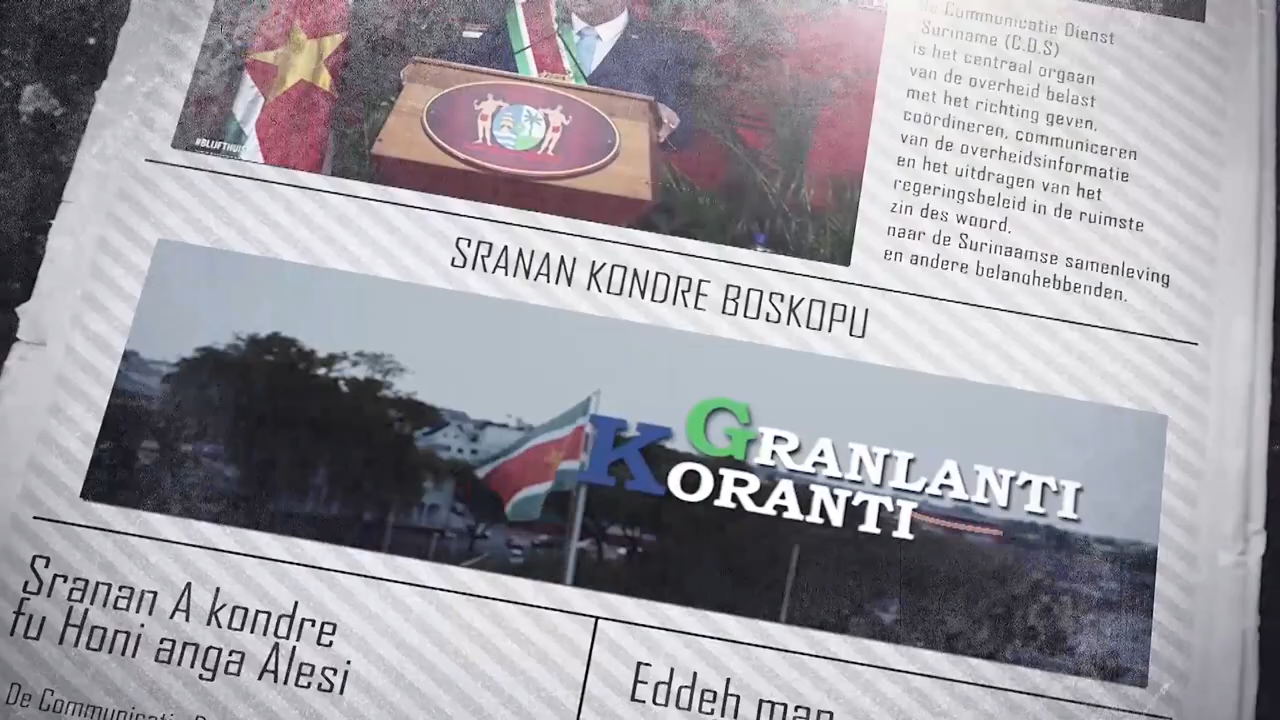 #BLIJFTHUIS
De Communicatie Dienst
Suriname (C.D.S)
is het centraal orgaan
van de overheid belast
met het richting geven,
coördineren, communiceren
van de overheidsinformatie
en het uitdragen van het
regeringsbeleid in de ruimste
zin des woord.
naar de Surinaamse samenleving
en andere belanghebbenden.
SRANAN KONDRE BOSKOPU
GRANLANTI
KORANTI
Sranan A kondre
fu Honi anga Alesi
De
Eddeh man